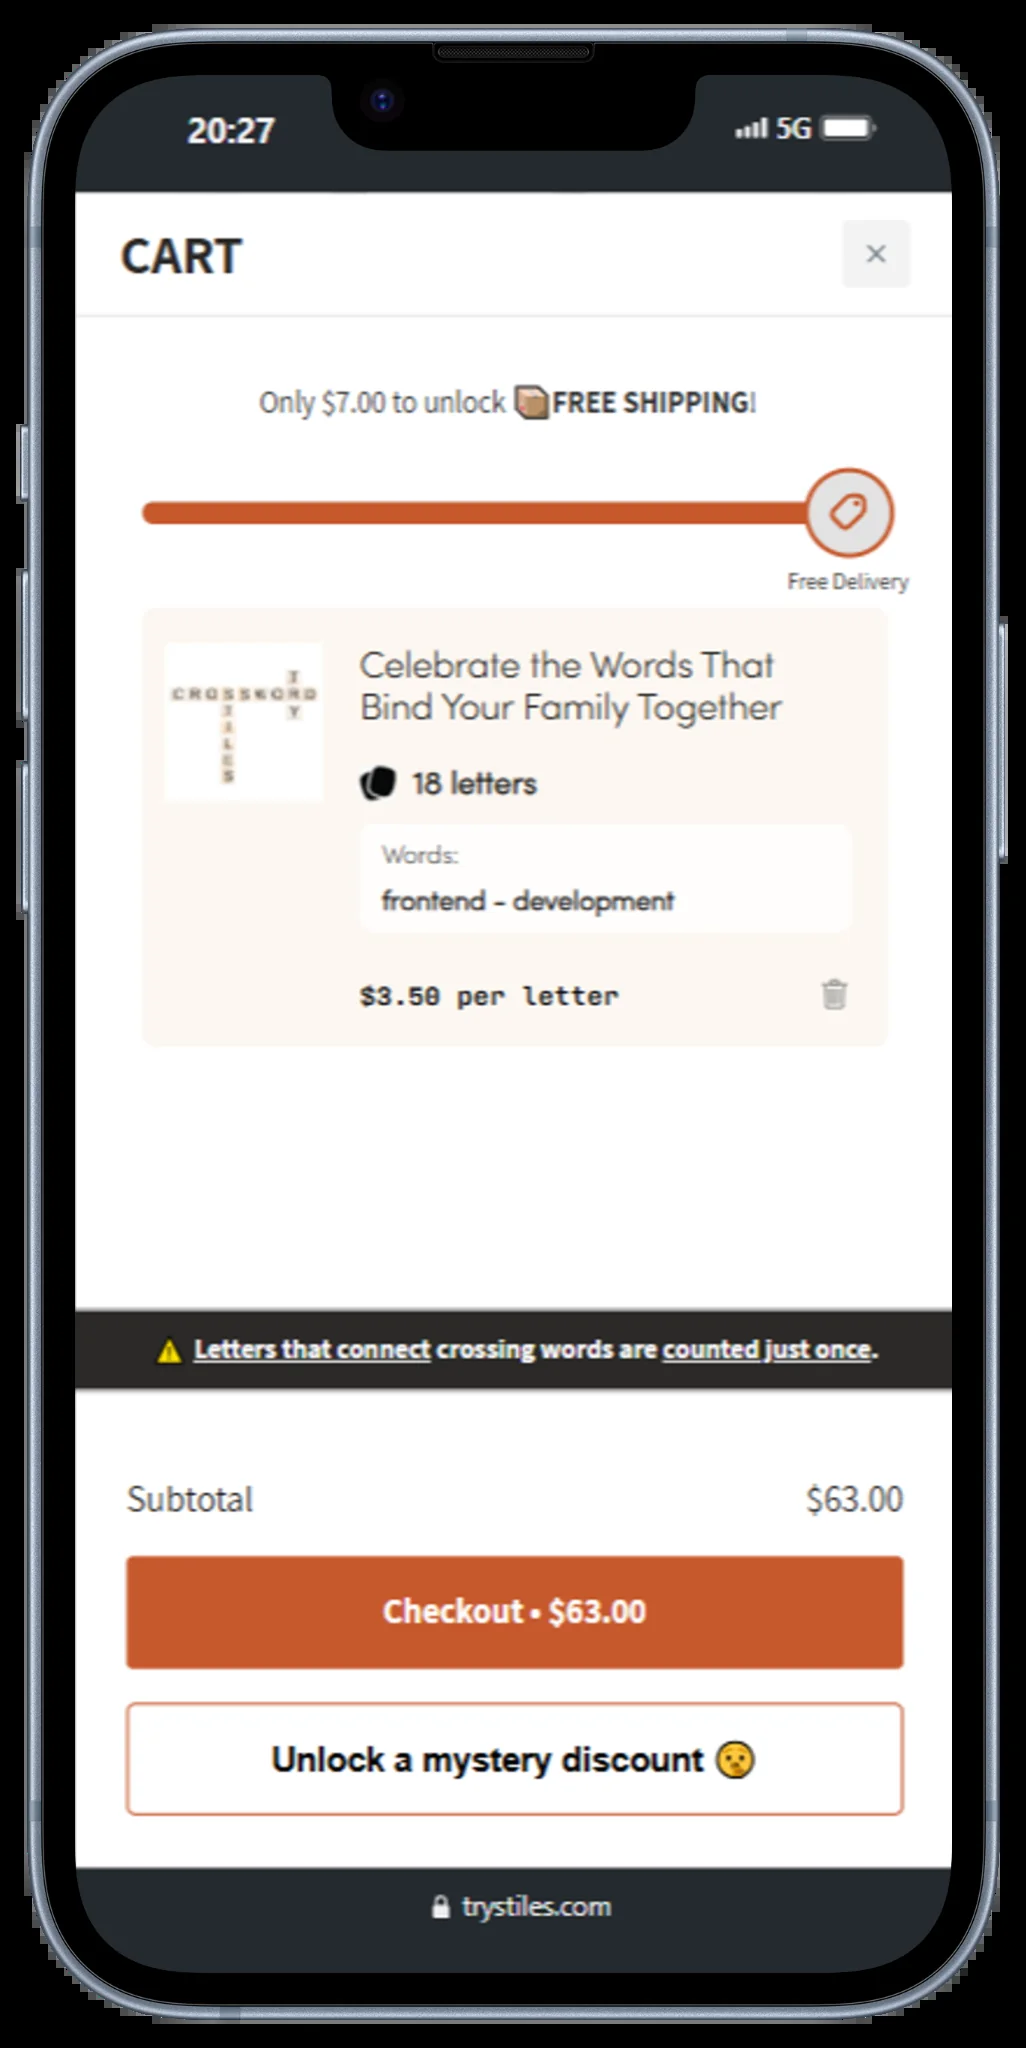 20:27
5G
CART
×
Only $7.00 to unlock 📦FREE SHIPPING!
Free Delivery
CROSSWORD
TRY
STILES
Celebrate the Words That
Bind Your Family Together
18 letters
Words:
frontend - development
$3.50 per letter
⚠️ Letters that connect crossing words are counted just once.
Subtotal
$63.00
Checkout • $63.00
Unlock a mystery discount 🤫
trystiles.com